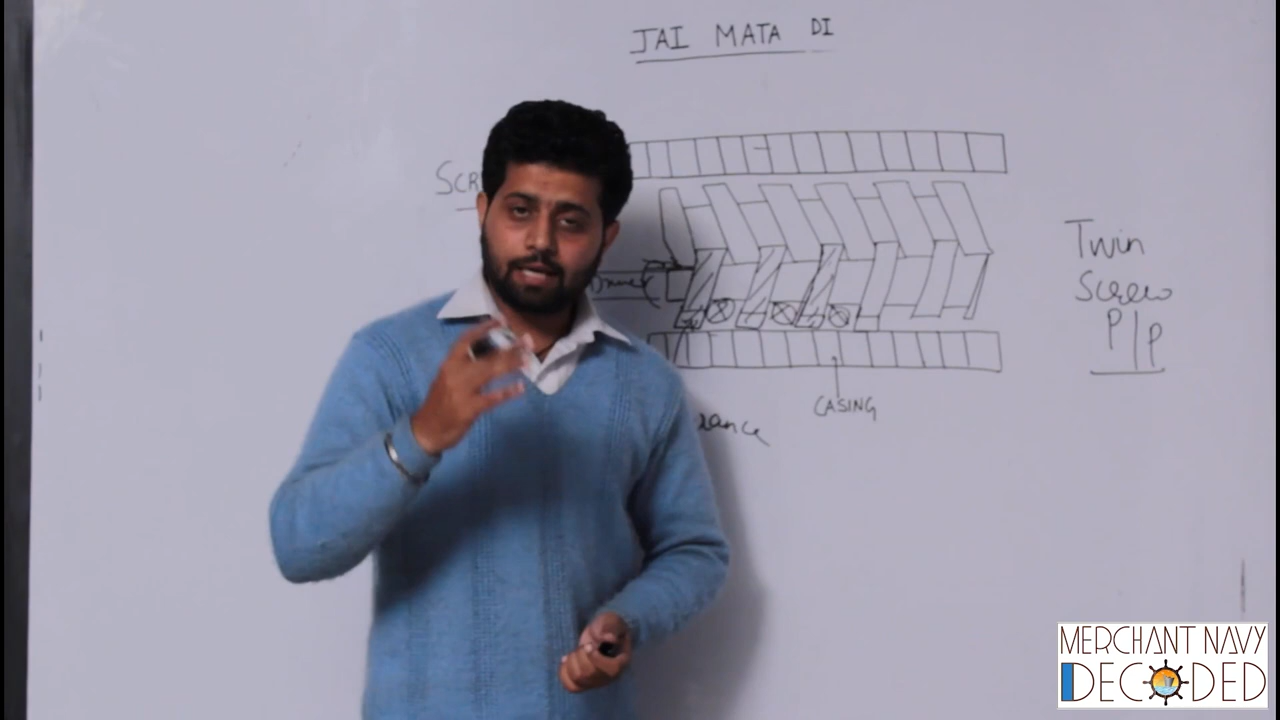 JAI MATA DI
Twin
Screw
P/P
CASING
MERCHANT NAVY
DECODED